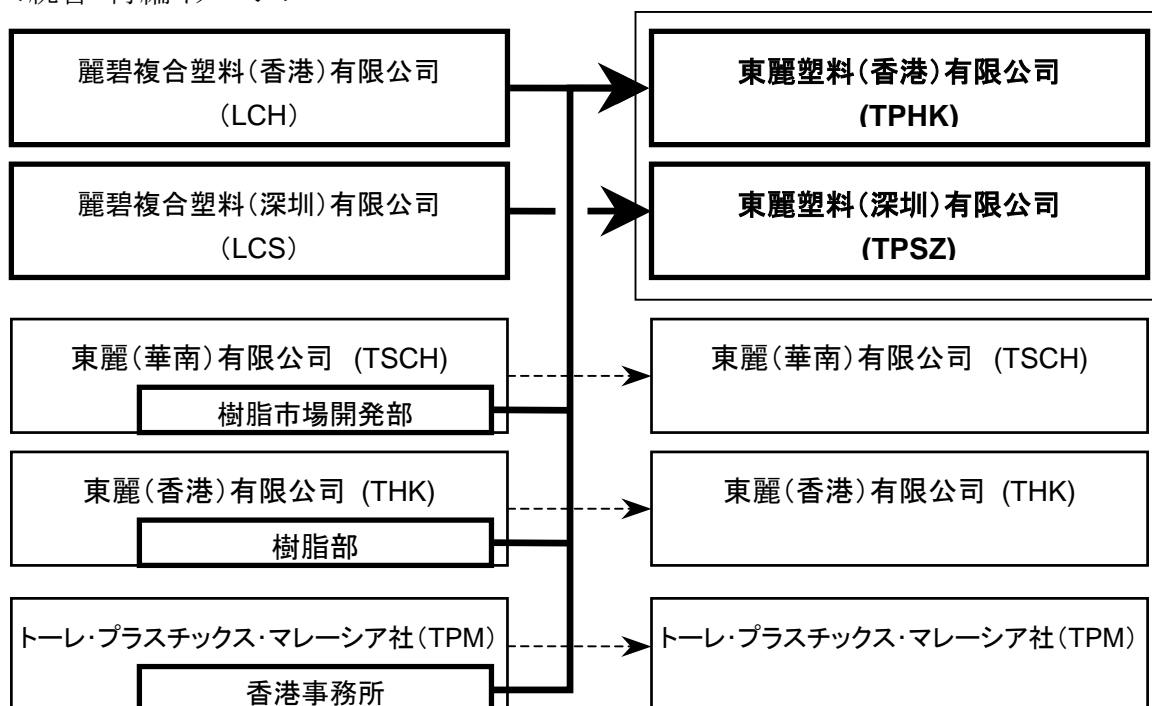 麗碧複合塑料(香港)有限公司
(LCH)
東麗塑料(香港)有限公司
(TPHK)
麗碧複合塑料(深圳)有限公司
(LCS)
東麗塑料(深圳)有限公司
(TPSZ)
東麗(華南)有限公司 (TSCH)
樹脂市場開発部
東麗(華南)有限公司 (TSCH)
東麗(香港)有限公司 (THK)
樹脂部
東麗(香港)有限公司 (THK)
トーレ・プラスチックス・マレーシア社(TPM)
香港事務所
トーレ・プラスチックス・マレーシア社(TPM)